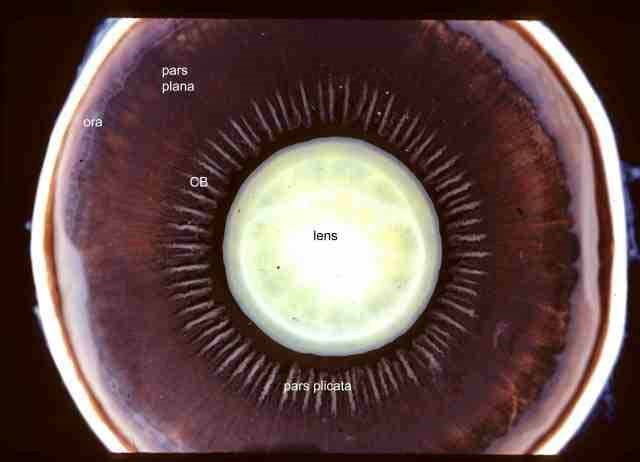 pars
plana
ora
CB
lens
pars plicata